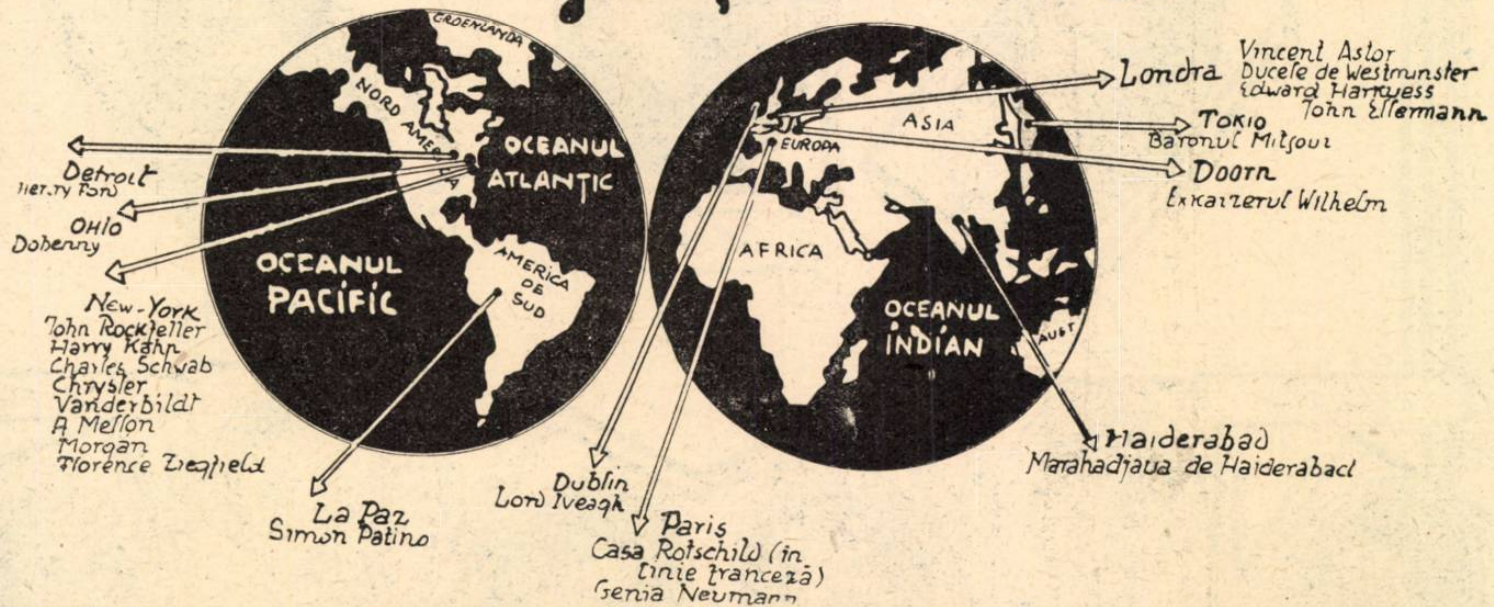 GROENLANDA
NORD AMERICA
OCEANUL
ATLANTIC
OCEANUL
PACIFIC
AMERICA
DE
SUD
Detroit
Henry Ford
OHIO
Doheny
New-York
John Rockfeller
Harry Kahn
Charles Schwab
Chrysler
Vanderbildt
A Mellon
Morgan
Florence Ziegfield
La Paz
Simon Patino
EUROPA
ASIA
AFRICA
OCEANUL
INDIAN
AUST
Londra
Vincent Astor
Ducele de Westminster
Edward Harkness
John Ellermann
TOKIO
Baronul Mitsoui
Doorn
Exkaizerul Wilhelm
Haiderabad
Marahadjaua de Haiderabad
Dublin
Lord Iveagh
Paris
Casa Rotschild (in
linie franceză)
Genia Neumann